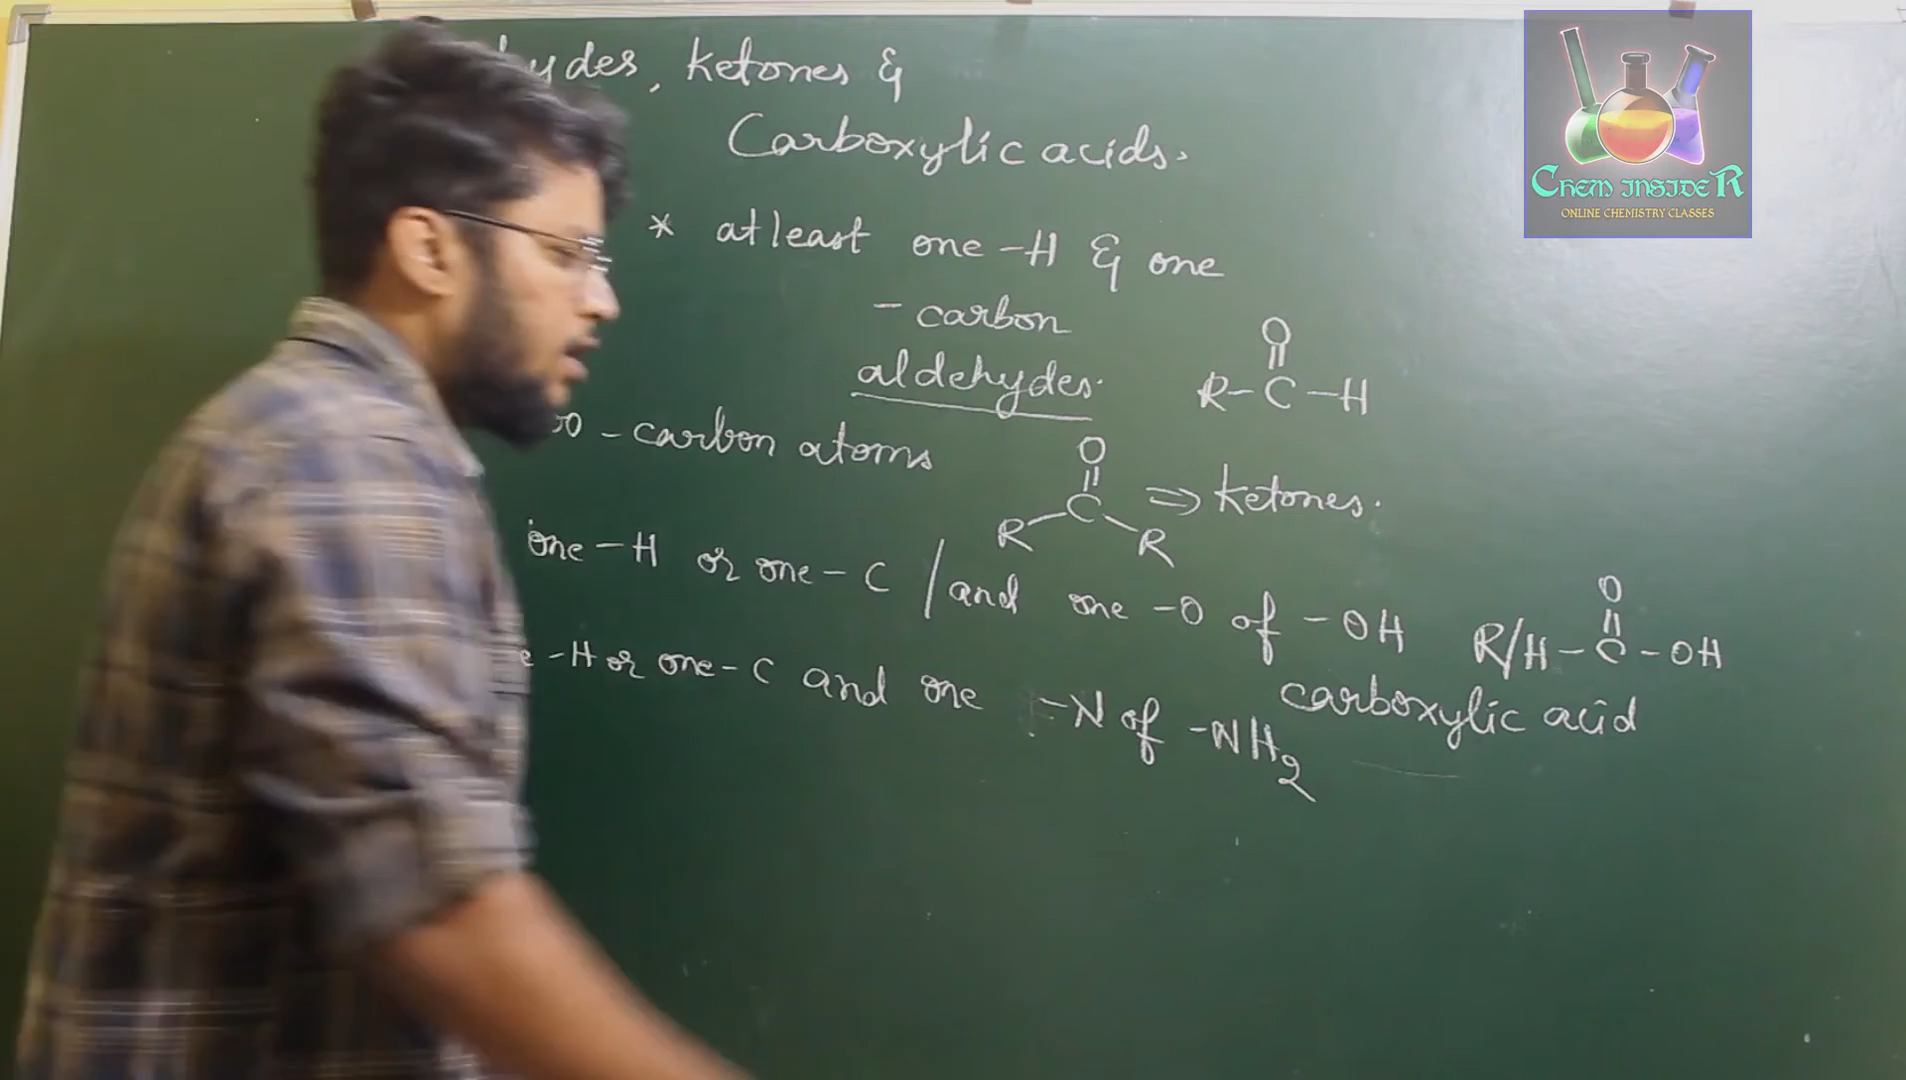 ydes, ketones &
Carboxylic acids.
* atleast one -H & one
- carbon
aldehydes.
O
R-C-H
- carbon atoms
O
C
R R
⇒ ketones.
one -H or one - C / and one -O of -OH
O
R/H-C-OH
carboxylic acid
e -H or one - C and one -N of -NH2
CHEM INSIDER
ONLINE CHEMISTRY CLASSES